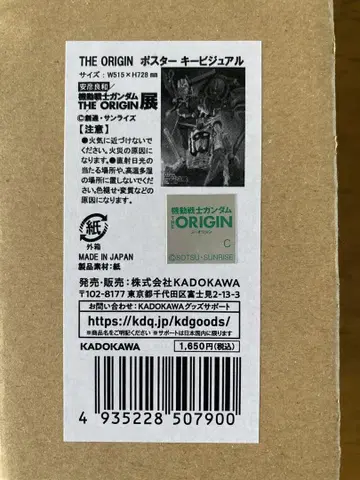 THE ORIGIN ポスター キービジュアル
サイズ：W515×H728㎜
安彦良和/
機動戦士ガンダム
THE ORIGIN展
©創通・サンライズ
【注意】
●火気に近づけないで
ください。火災の原因に
なります。●直射日光の
当たる場所や、高温多湿
の場所に置しないでくだ
さい。色褪せ・変質などの
原因になります。
機動戦士ガンダム
THE ORIGIN
ジ・オリジン
C
©SOTSU・SUNRISE
紙
外箱
MADE IN JAPAN
製品素材：紙
発売・販売：株式会社KADOKAWA
〒102-8177 東京都千代田区富士見2-13-3
お問い合わせ：KADOKAWAグッズサポート
https://kdq.jp/kdgoods/
※商品名をご明記ください ※サポートは日本国内に限ります
KADOKAWA
1,650円(税込)
4 935228 507900